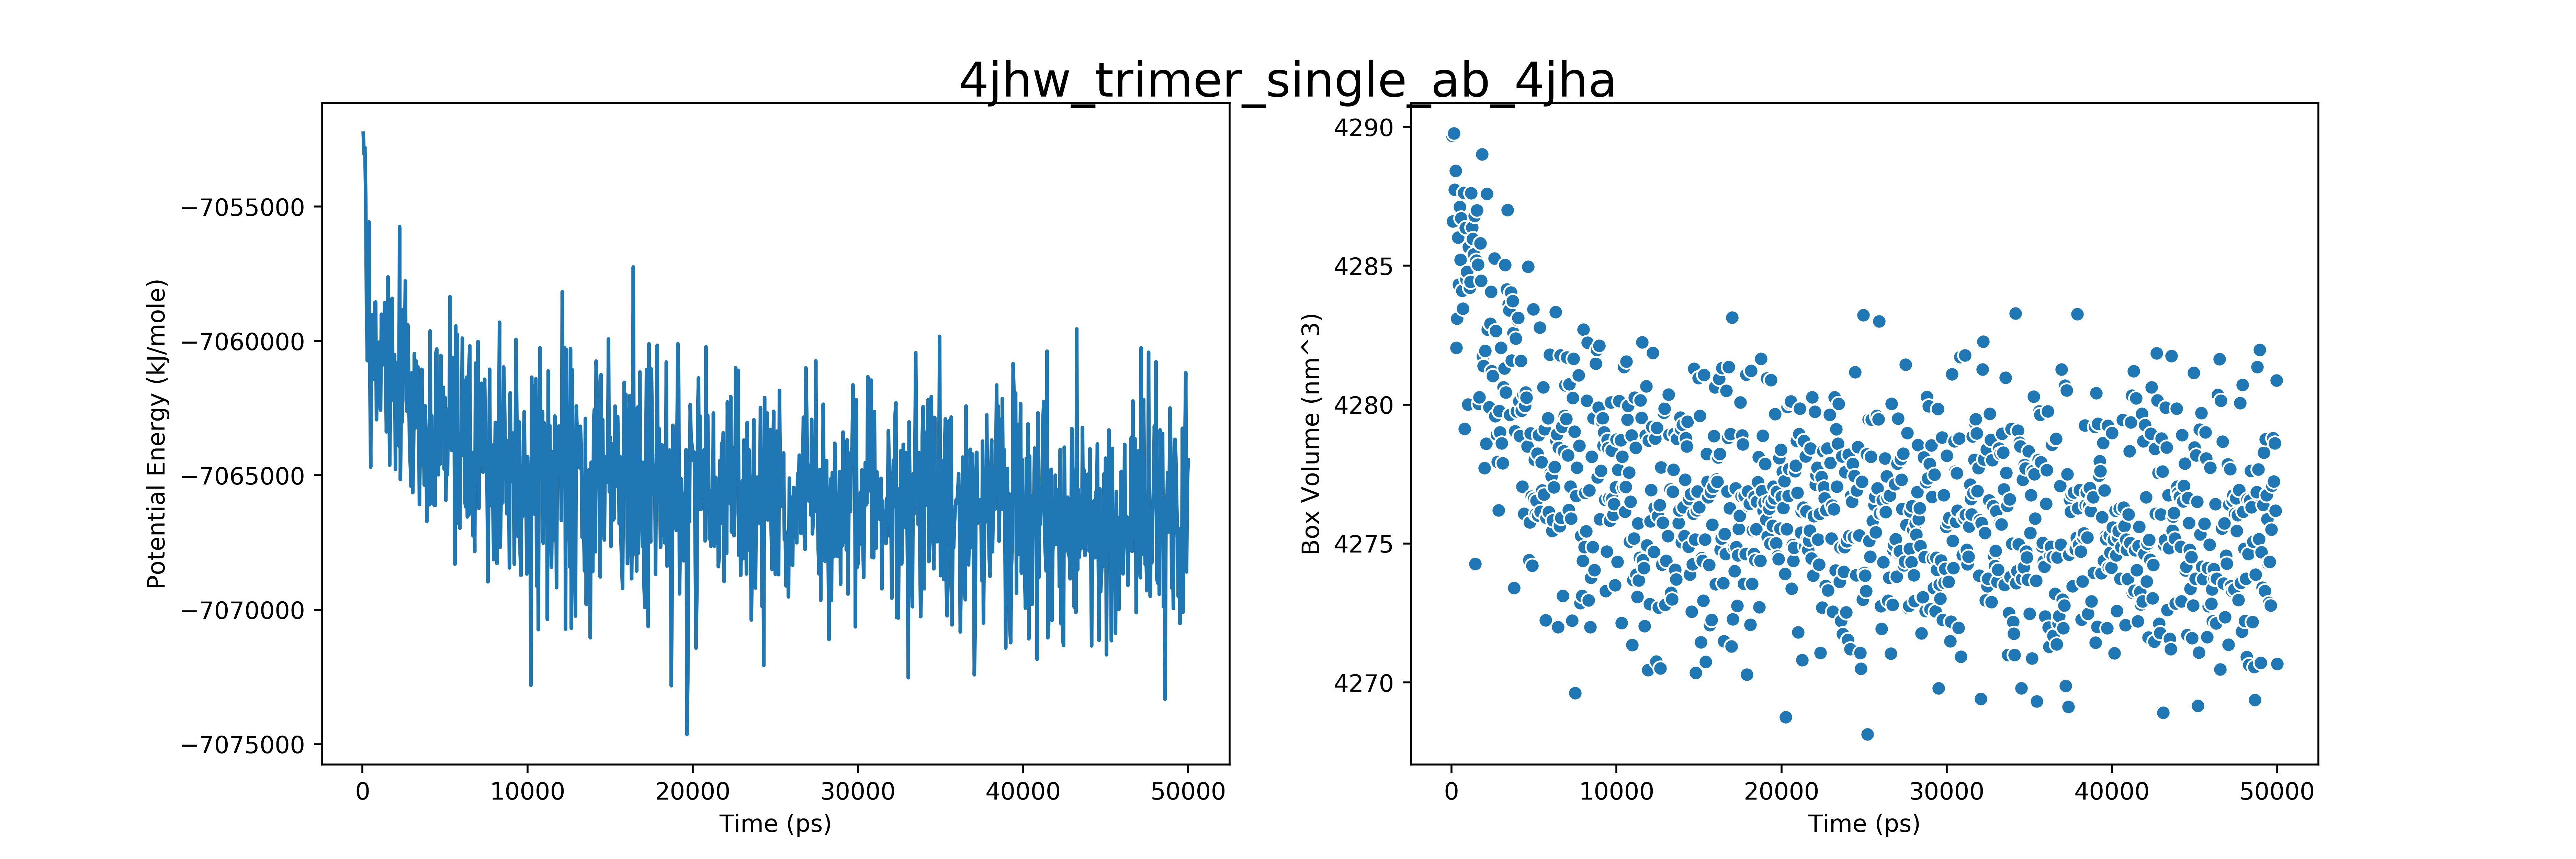 4jhw_trimer_single_ab_4jha
Potential Energy (kJ/mole)
−7055000
−7060000
−7065000
−7070000
−7075000
0 10000 20000 30000 40000 50000
Time (ps)
Box Volume (nm^3)
4290
4285
4280
4275
4270
0 10000 20000 30000 40000 50000
Time (ps)